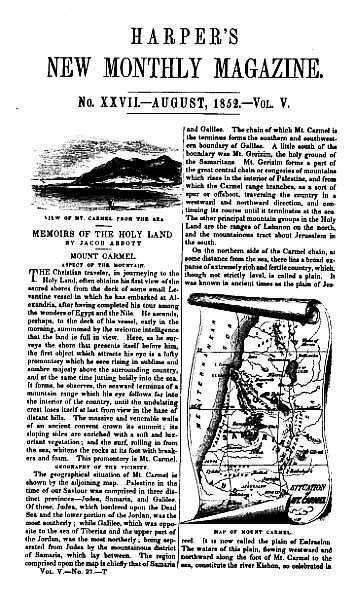 HARPER'S
NEW MONTHLY MAGAZINE.
No. XXVII.—AUGUST, 1852.—Vol. V.
VIEW OF MT. CARMEL FROM THE SEA
MEMOIRS OF THE HOLY LAND
BY JACOB ABBOTT
MOUNT CARMEL.
ASPECT OF THE MOUNTAIN.
THE Christian traveler, in journeying to the
Holy Land, often obtains his first view of its
sacred shores from the deck of some small Le-
vantine vessel in which he has embarked at Al-
exandria, after having completed his tour among
the wonders of Egypt and the Nile. He ascends,
perhaps, to the deck of his vessel, early in the
morning, summoned by the welcome intelligence
that the land is in full view. Here, as he sur-
veys the shore that presents itself before him,
the first object which attracts his eye is a lofty
promontory which he sees rising in sublime and
sombre majesty above the surrounding country,
and at the same time jutting boldly into the sea.
It forms, he observes, the seaward terminus of a
mountain range which his eye follows far into
the interior of the country, until the undulating
crest loses itself at last from view in the haze of
distant hills. The massive and venerable walls
of an ancient convent crown its summit; its
sloping sides are enriched with a soft and lux-
uriant vegetation; and the surf, rolling in from
the sea, whitens the rocks at its foot with break-
ers and foam. This promontory is Mt. Carmel.
GEOGRAPHY OF THE VICINITY.
The geographical situation of Mt. Carmel is
shown by the adjoining map. Palestine in the
time of our Saviour was comprised in three dis-
tinct provinces—Judea, Samaria, and Galilee.
Of three, Judea, which bordered upon the Dead
Sea and the lower portion of the Jordan, was the
most southerly; while Galilee, which was oppo-
site to the sea of Tiberias and the upper part of
the Jordan, was the most northerly; being sep-
arated from Judea by the mountainous district
of Samaria, which lay between. The region
comprised upon the map is chiefly that of Samaria
Vol. V.—No. 27.—T
and Galilee. The chain of which Mt. Carmel is
the terminus forms the southern and southwest-
ern boundary of Galilee. A little south of the
boundary was Mt. Gerizim, the holy ground of
the Samaritans. Mt. Gerizim forms a part of
the great central chain or congeries of mountains
which rises in the interior of Palestine, and from
which the Carmel range branches, as a sort of
spur or offshoot, traversing the country in a
westward and northward direction, and con-
tinuing its course until it terminates at the sea.
The other principal mountain groups in the Holy
Land are the ranges of Lebanon on the north,
and the mountainous tract about Jerusalem in
the south.
On the northern side of the Carmel chain, at
some distance from the sea, there lies a broad ex-
panse of extremely rich and fertile country, which,
though not strictly level, is called a plain. It
was known in ancient times as the plain of Jez-
SITUATION
OF
MT. CARMEL
MAP OF MOUNT CARMEL.
reel. It is now called the plain of Esdraelon
The waters of this plain, flowing westward and
northward along the foot of Mt. Carmel to the
sea, constitute the river Kishon, so celebrated in